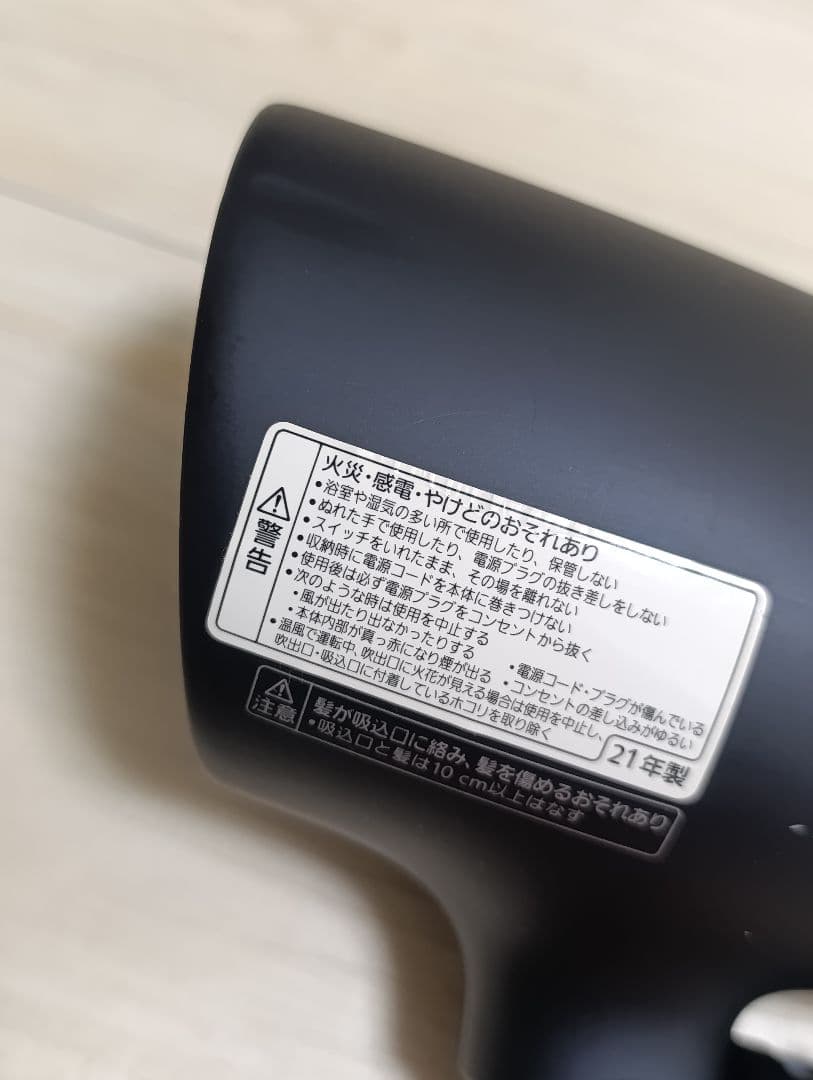 警告
火災・感電・やけどのおそれあり
•浴室や湿気の多い所で使用したり、保管しない
•ぬれた手で使用したり、電源プラグの抜き差しをしない
•スイッチをいれたまま、その場を離れない
•収納時に電源コードを本体に巻きつけない
•使用後は必ず電源プラグをコンセントから抜く
•次のような時は使用を中止する
•風が出たり出なかったりする
•電源コード・プラグが傷んでいる
•本体内部が真っ赤になり煙が出る
•コンセントの差し込みがゆるい
•温風で運転中、吹出口に火花が見える場合は使用を中止し、
吹出口・吸込口に付着しているホコリを取り除く
21年製
注意
髪が吸込口に絡み、髪を傷めるおそれあり
•吸込口と髪は10cm以上はなす